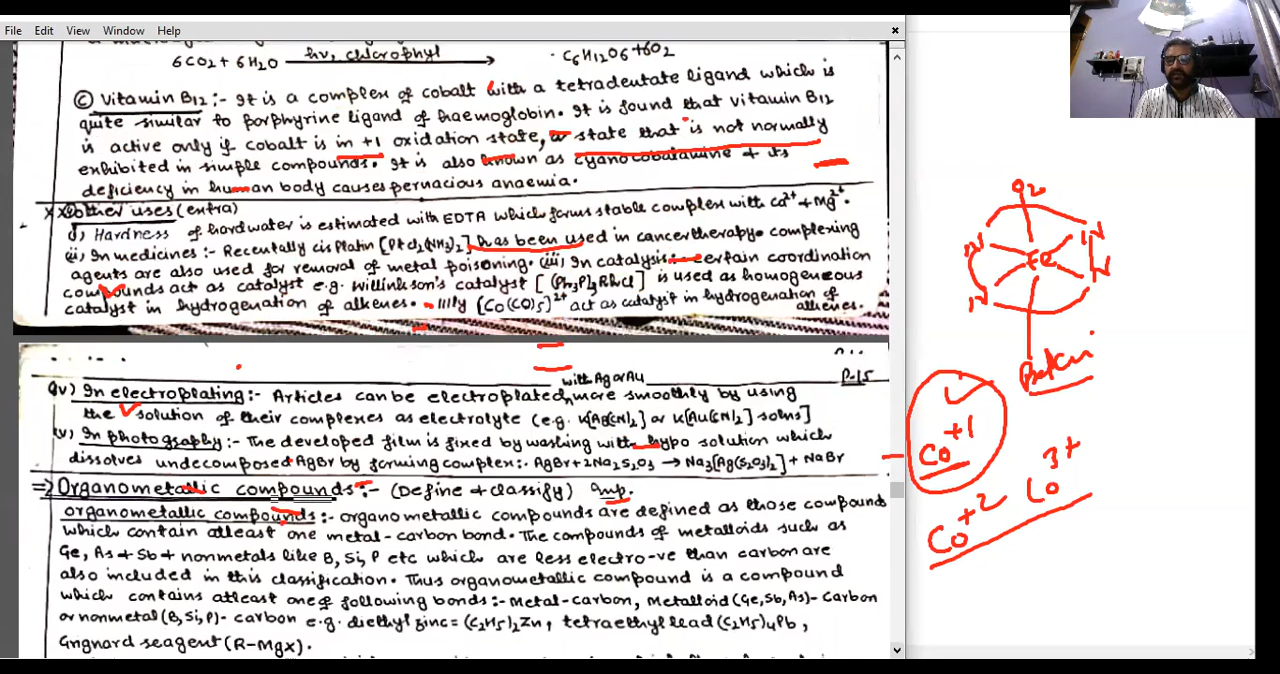 File Edit View Window Help
6CO2 + 6H2O hv, chlorophyl C6H12O6 + 6O2
(c) Vitamin B12 :- It is a complex of cobalt with a tetradentate ligand which is
quite similar to porphyrine ligand of haemoglobin. It is found that vitamin B12
is active only if cobalt is in +1 oxidation state, a state that is not normally
exhibited in simple compounds. It is also known as cyanocobalamine & its
deficiency in human body causes pernacious anaemia.
other uses (extra)
(i) Hardness of hardwater is estimated with EDTA which forms stable complex with Ca2+ + Mg2+.
(ii) In medicines :- Recentally cis platin [PtCl2(NH3)2] has been used in cancer therapy. complexing
agents are also used for removal of metal poisoning. (iii) In catalysis :- certain coordination
compounds act as catalyst e.g. Willinkson's catalyst [(Ph3P)3RhCl] is used as homogeneous
catalyst in hydrogenation of alkenes. llly [Co(CO)5]2+ act as catalyst in hydrogenation of
alkenes.
P-15
with Ag or Au
(iv) In electroplating :- Articles can be electroplated, more smoothly by using
the solution of their complexes as electrolyte (e.g. K[Ag(CN)2] or K[Au(CN)2] solns]
(v) In photography :- The developed film is fixed by washing with hypo solution which
dissolves undecomposed AgBr by forming complex :- AgBr + 2Na2S2O3 → Na3[Ag(S2O3)2] + NaBr
=> Organometallic compounds :- (Define & classify) Imp.
organometallic compounds :- organometallic compounds are defined as those compounds
which contain atleast one metal-carbon bond. The compounds of metalloids such as
Ge, As & Sb & nonmetals like B, Si, P etc which are less electro-ve than carbon are
also included in this classification. Thus organometallic compound is a compound
which contains atleast one of following bonds :- Metal-carbon, Metalloid (Ge, Sb, As) - carbon
or nonmetal (B, Si, P) - carbon e.g. diethyl zinc = (C2H5)2Zn, tetraethyl lead (C2H5)4Pb,
Grignard reagent (R-MgX).
O2
N N
Fe
N N
Co+1
Co+2 Co3+